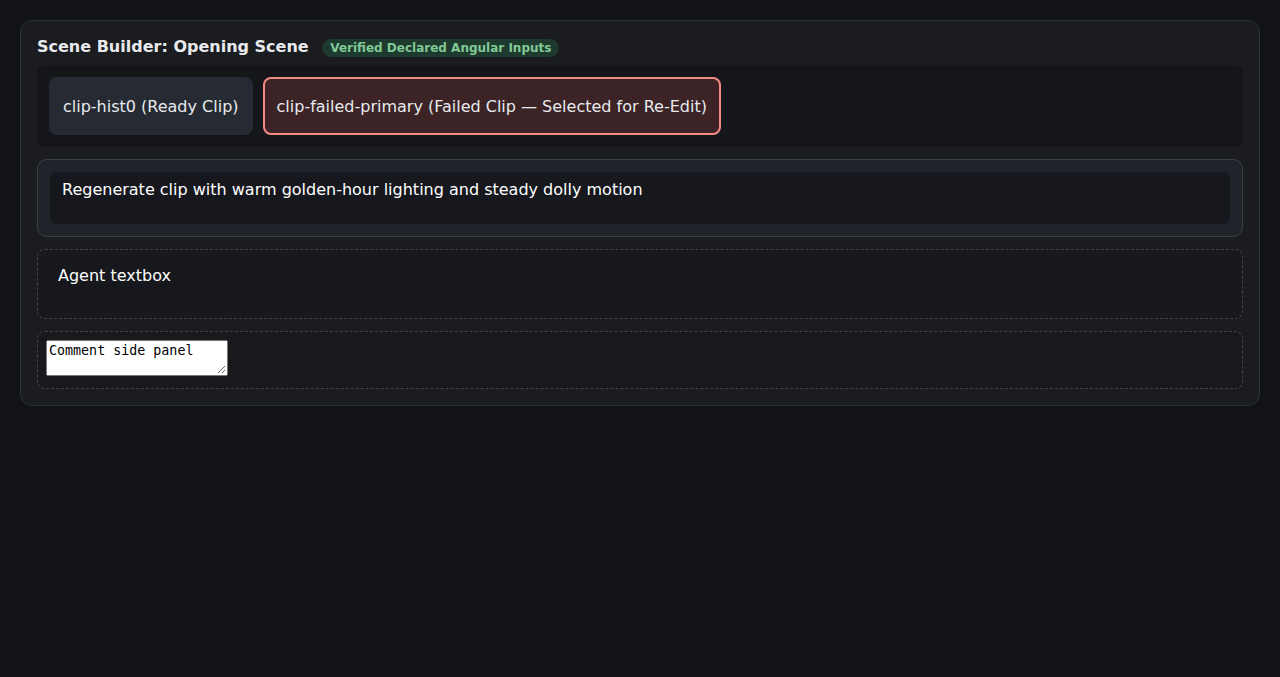 Scene Builder: Opening Scene Verified Declared Angular Inputs
clip-hist0 (Ready Clip) clip-failed-primary (Failed Clip — Selected for Re-Edit)
Regenerate clip with warm golden-hour lighting and steady dolly motion
Agent textbox
Comment side panel